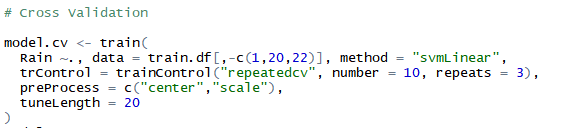 # Cross Validation
model.cv <- train(
Rain ~., data = train.df[,-c(1,20,22)], method = "svmLinear",
trControl = trainControl("repeatedcv", number = 10, repeats = 3),
preProcess = c("center","scale"),
tuneLength = 20
)